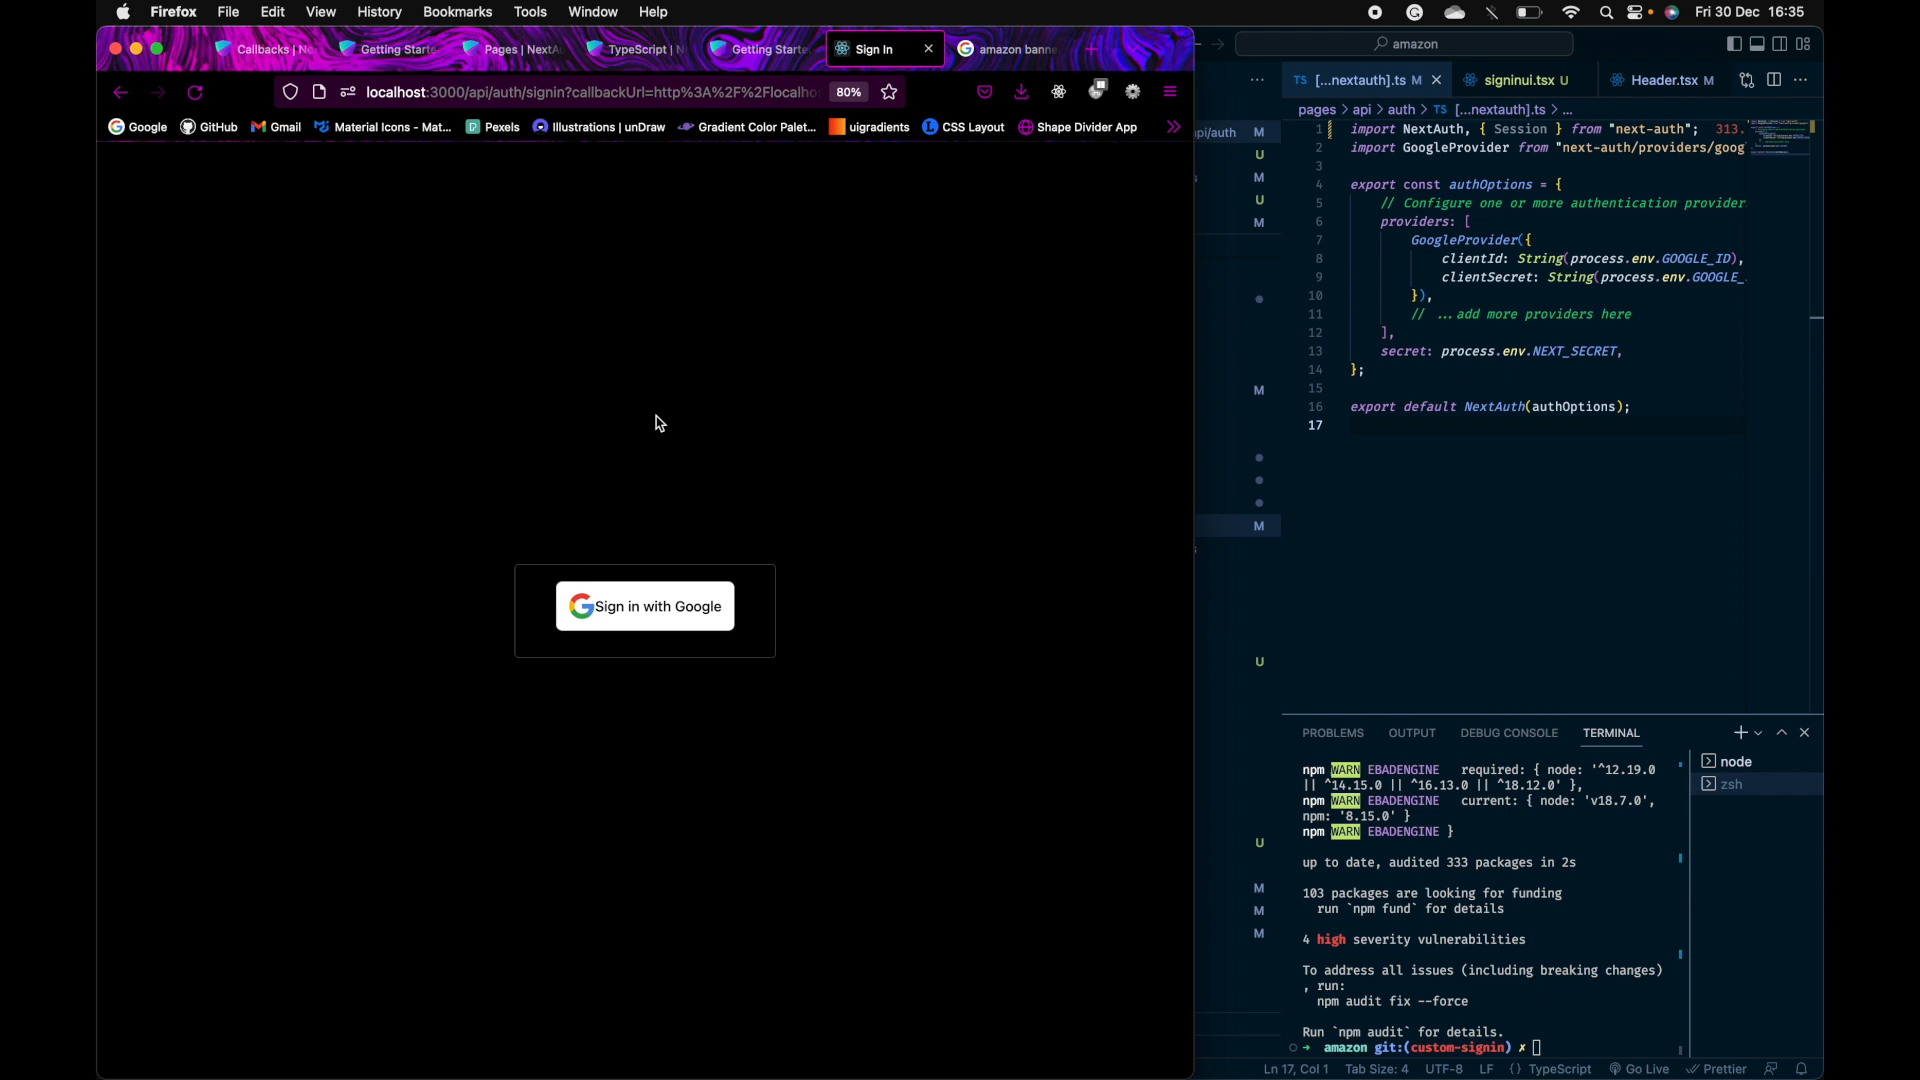 Firefox File Edit View History Bookmarks Tools Window Help
Fri 30 Dec 16:35
Callbacks | Ne
Getting Starte
Pages | NextA
TypeScript | N
Getting Starte
Sign In
amazon banne
localhost:3000/api/auth/signin?callbackUrl=http%3A%2F%2Flocalho
80%
Google GitHub Gmail Material Icons - Mat... Pexels Illustrations | unDraw Gradient Color Palet... uigradients CSS Layout Shape Divider App
Sign in with Google
amazon
TS [...nextauth].ts M
signinui.tsx U
Header.tsx M
pages > api > auth > TS [...nextauth].ts > ...
pi/auth M
U
M
U
M
M
M
U
U
M
M
M
1 import NextAuth, { Session } from "next-auth"; 313.
2 import GoogleProvider from "next-auth/providers/goog
3
4 export const authOptions = {
5 // Configure one or more authentication provider
6 providers: [
7 GoogleProvider({
8 clientId: String(process.env.GOOGLE_ID),
9 clientSecret: String(process.env.GOOGLE_
10 }),
11 // ...add more providers here
12 ],
13 secret: process.env.NEXT_SECRET,
14 };
15
16 export default NextAuth(authOptions);
17
PROBLEMS OUTPUT DEBUG CONSOLE TERMINAL
node
zsh
npm WARN EBADENGINE required: { node: '^12.19.0
|| ^14.15.0 || ^16.13.0 || ^18.12.0' },
npm WARN EBADENGINE current: { node: 'v18.7.0',
npm: '8.15.0' }
npm WARN EBADENGINE }
up to date, audited 333 packages in 2s
103 packages are looking for funding
run `npm fund` for details
4 high severity vulnerabilities
To address all issues (including breaking changes)
, run:
npm audit fix --force
Run `npm audit` for details.
→ amazon git:(custom-signin) ✗
Ln 17, Col 1 Tab Size: 4 UTF-8 LF {} TypeScript Go Live Prettier